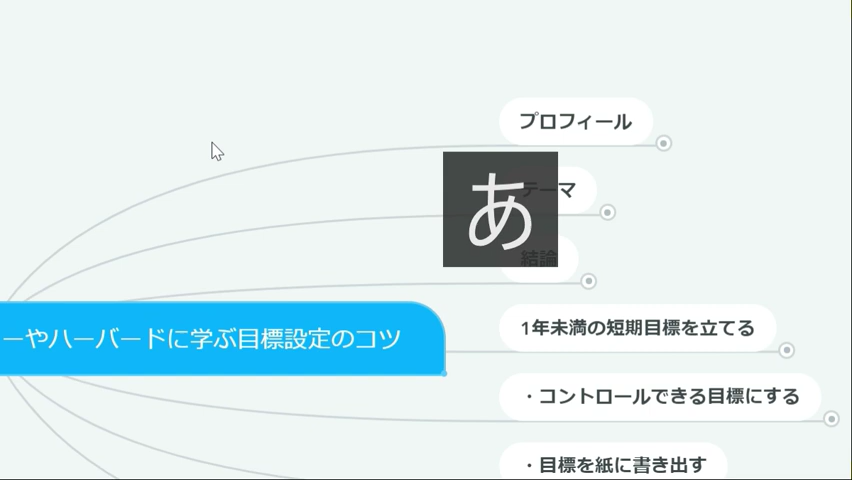 プロフィール
テーマ
あ
結論
1年未満の短期目標を立てる
ーやハーバードに学ぶ目標設定のコツ
・コントロールできる目標にする
・目標を紙に書き出す